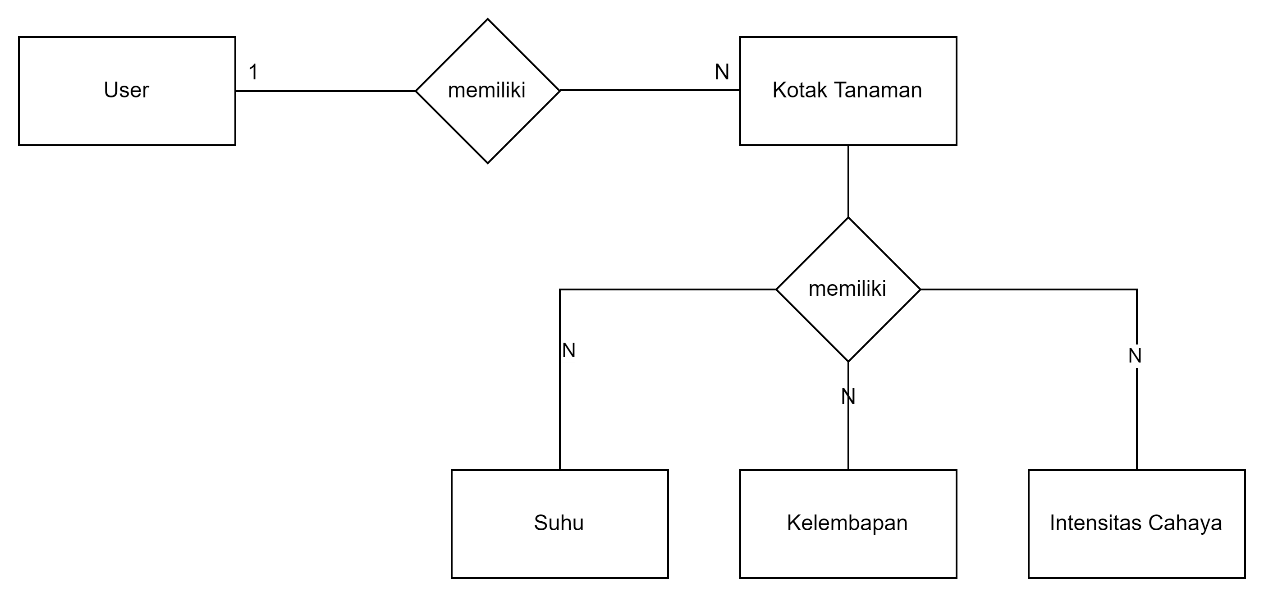 User
1
memiliki
N
Kotak Tanaman
memiliki
N
N
N
Suhu
Kelembapan
Intensitas Cahaya